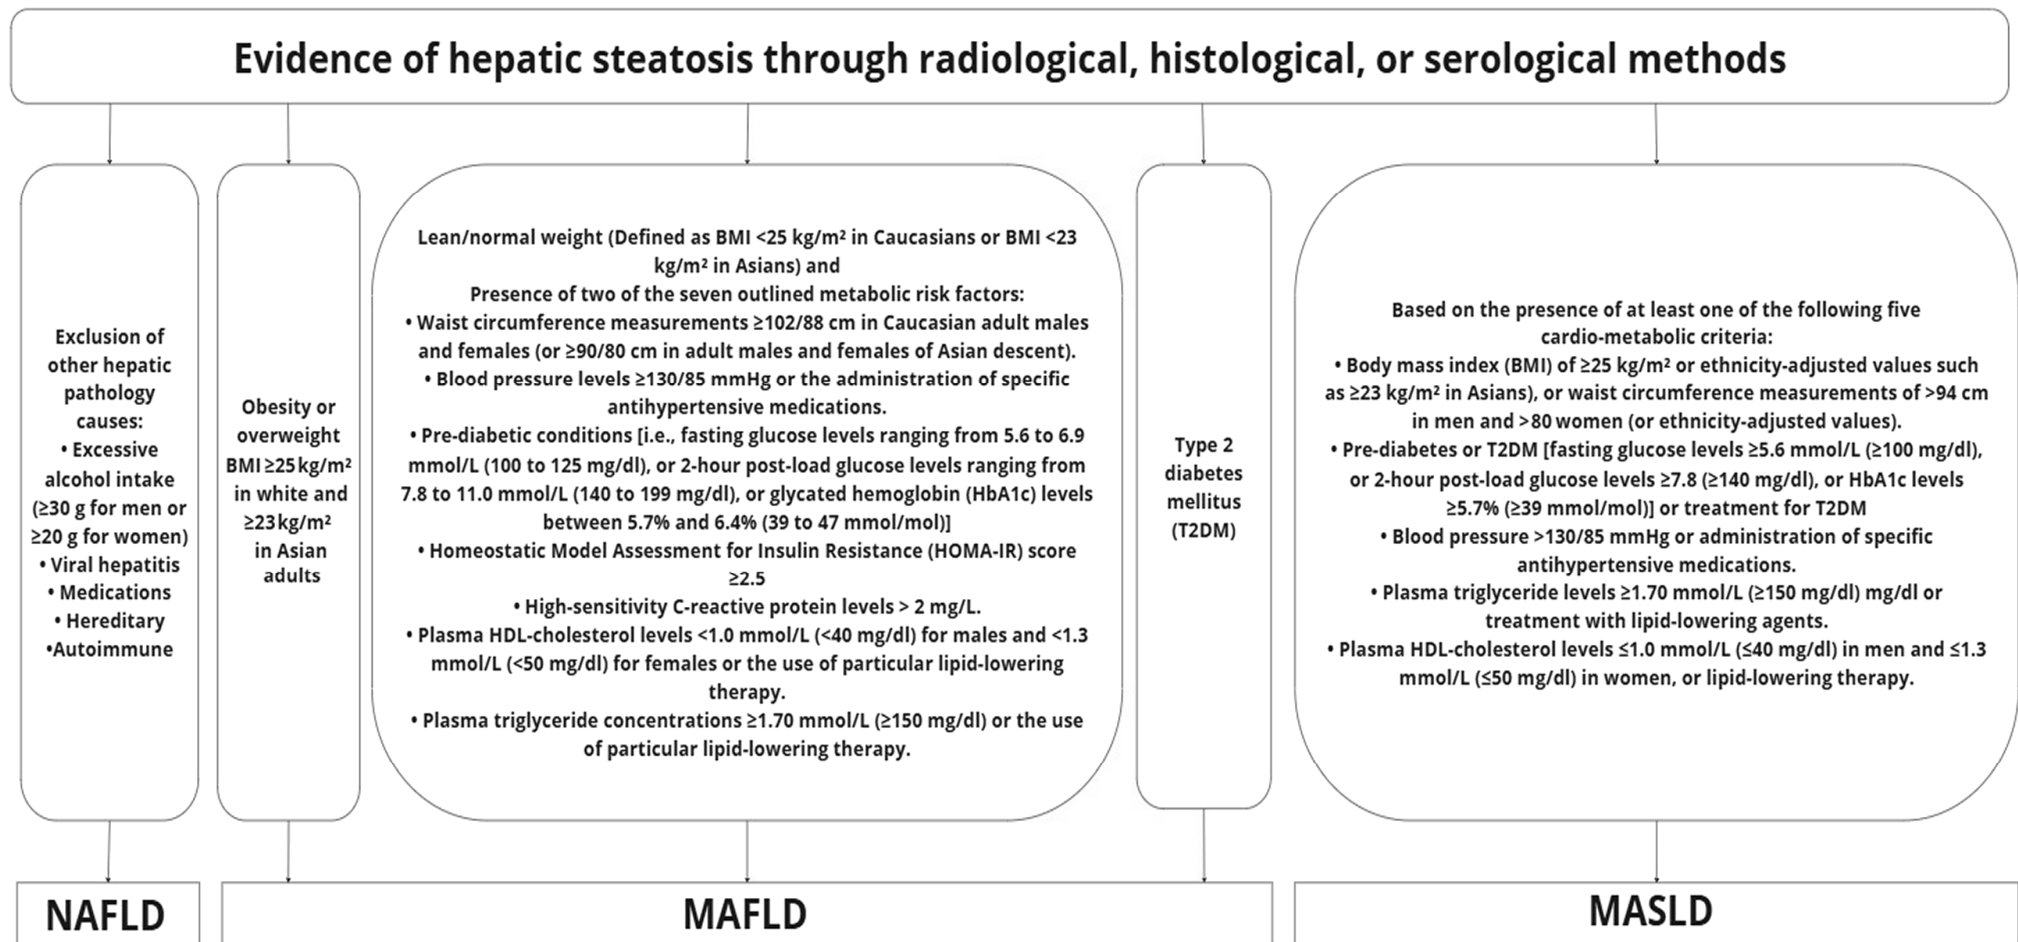 Evidence of hepatic steatosis through radiological, histological, or serological methods
Exclusion of
other hepatic
pathology
causes:
• Excessive
alcohol intake
(≥30 g for men or
≥20 g for women)
• Viral hepatitis
• Medications
• Hereditary
•Autoimmune
Obesity or
overweight
BMI ≥25 kg/m²
in white and
≥23 kg/m²
in Asian
adults
Lean/normal weight (Defined as BMI <25 kg/m² in Caucasians or BMI <23
kg/m² in Asians) and
Presence of two of the seven outlined metabolic risk factors:
• Waist circumference measurements ≥102/88 cm in Caucasian adult males
and females (or ≥90/80 cm in adult males and females of Asian descent).
• Blood pressure levels ≥130/85 mmHg or the administration of specific
antihypertensive medications.
• Pre-diabetic conditions [i.e., fasting glucose levels ranging from 5.6 to 6.9
mmol/L (100 to 125 mg/dl), or 2-hour post-load glucose levels ranging from
7.8 to 11.0 mmol/L (140 to 199 mg/dl), or glycated hemoglobin (HbA1c) levels
between 5.7% and 6.4% (39 to 47 mmol/mol)]
• Homeostatic Model Assessment for Insulin Resistance (HOMA-IR) score
≥2.5
• High-sensitivity C-reactive protein levels > 2 mg/L.
• Plasma HDL-cholesterol levels <1.0 mmol/L (<40 mg/dl) for males and <1.3
mmol/L (<50 mg/dl) for females or the use of particular lipid-lowering
therapy.
• Plasma triglyceride concentrations ≥1.70 mmol/L (≥150 mg/dl) or the use
of particular lipid-lowering therapy.
Type 2
diabetes
mellitus
(T2DM)
Based on the presence of at least one of the following five
cardio-metabolic criteria:
• Body mass index (BMI) of ≥25 kg/m² or ethnicity-adjusted values such
as ≥23 kg/m² in Asians), or waist circumference measurements of >94 cm
in men and >80 women (or ethnicity-adjusted values).
• Pre-diabetes or T2DM [fasting glucose levels ≥5.6 mmol/L (≥100 mg/dl),
or 2-hour post-load glucose levels ≥7.8 (≥140 mg/dl), or HbA1c levels
≥5.7% (≥39 mmol/mol)] or treatment for T2DM
• Blood pressure >130/85 mmHg or administration of specific
antihypertensive medications.
• Plasma triglyceride levels ≥1.70 mmol/L (≥150 mg/dl) mg/dl or
treatment with lipid-lowering agents.
• Plasma HDL-cholesterol levels ≤1.0 mmol/L (≤40 mg/dl) in men and ≤1.3
mmol/L (≤50 mg/dl) in women, or lipid-lowering therapy.
NAFLD
MAFLD
MASLD